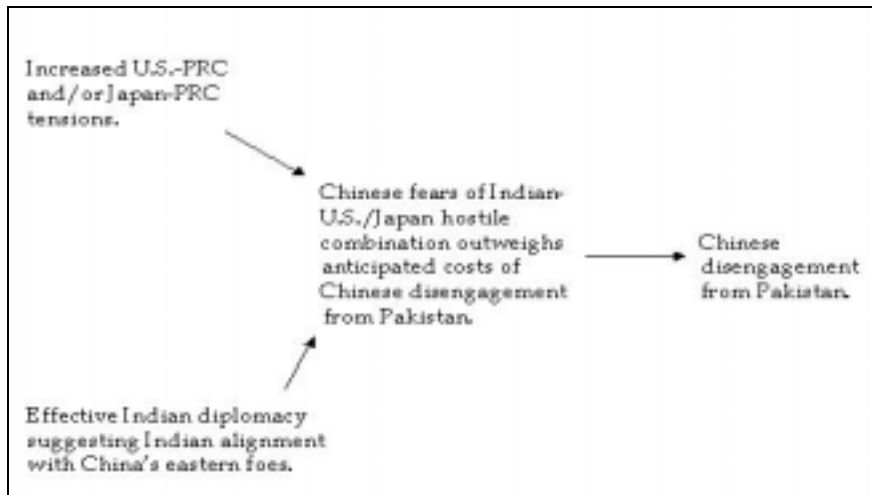 Increased U.S.-PRC
and/or Japan-PRC
tensions.
Chinese fears of Indian-
U.S./Japan hostile
combination outweighs
anticipated costs of
Chinese disengagement
from Pakistan.
Chinese
disengagement
from Pakistan.
Effective Indian diplomacy
suggesting Indian alignment
with China's eastern foes.